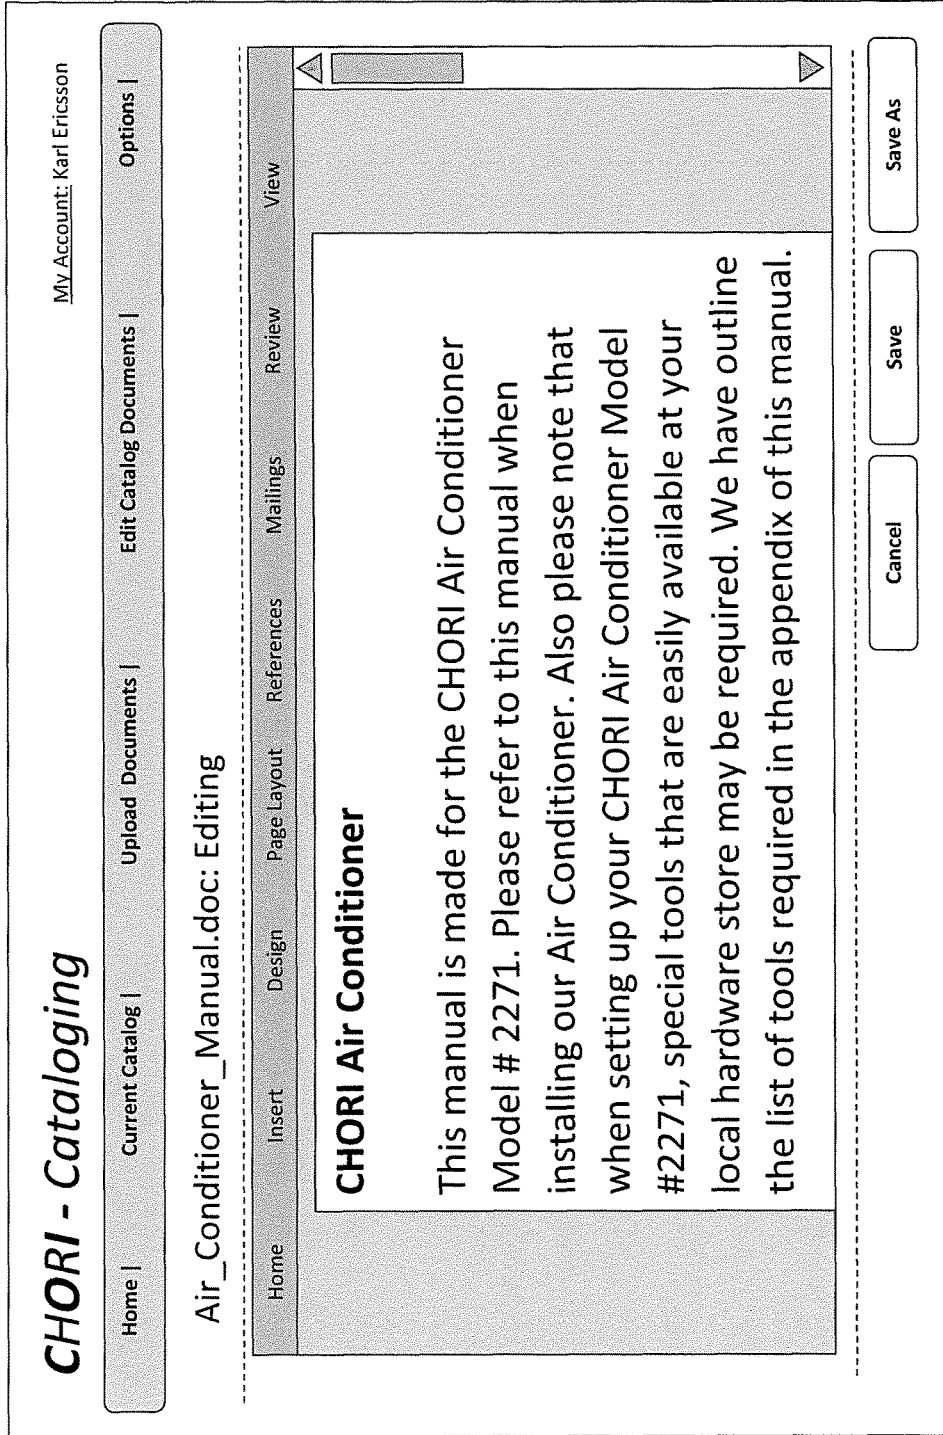 My Account: Karl Ericsson
CHORI - Cataloging
Home | Current Catalog | Upload Documents | Edit Catalog Documents | Options |
Air_Conditioner_Manual.doc: Editing
Home Insert Design Page Layout References Mailings Review View
CHORI Air Conditioner
This manual is made for the CHORI Air Conditioner
Model # 2271. Please refer to this manual when
installing our Air Conditioner. Also please note that
when setting up your CHORI Air Conditioner Model
#2271, special tools that are easily available at your
local hardware store may be required. We have outline
the list of tools required in the appendix of this manual.
Cancel Save Save As